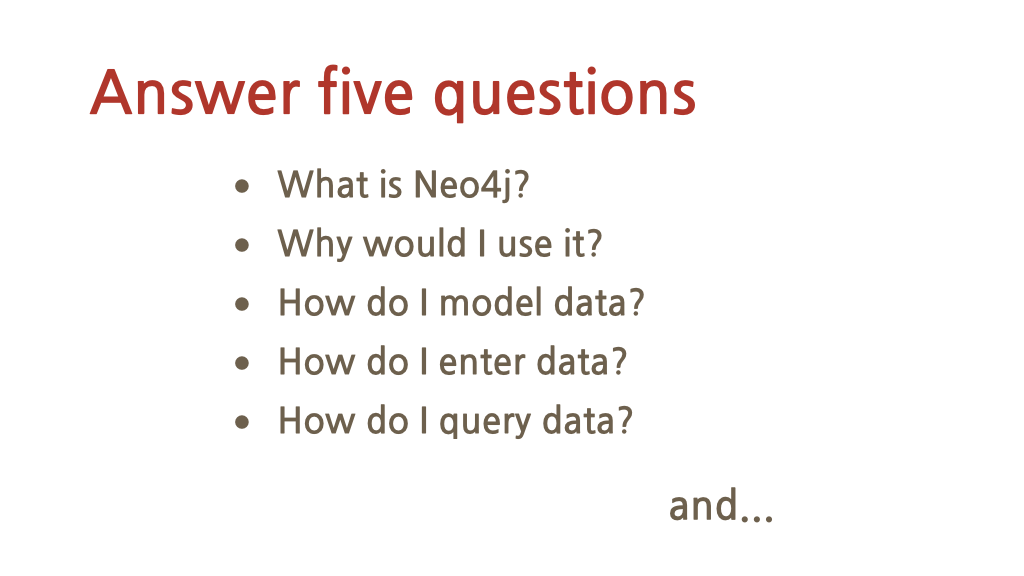 Answer five questions
• What is Neo4j?
• Why would I use it?
• How do I model data?
• How do I enter data?
• How do I query data?
and...